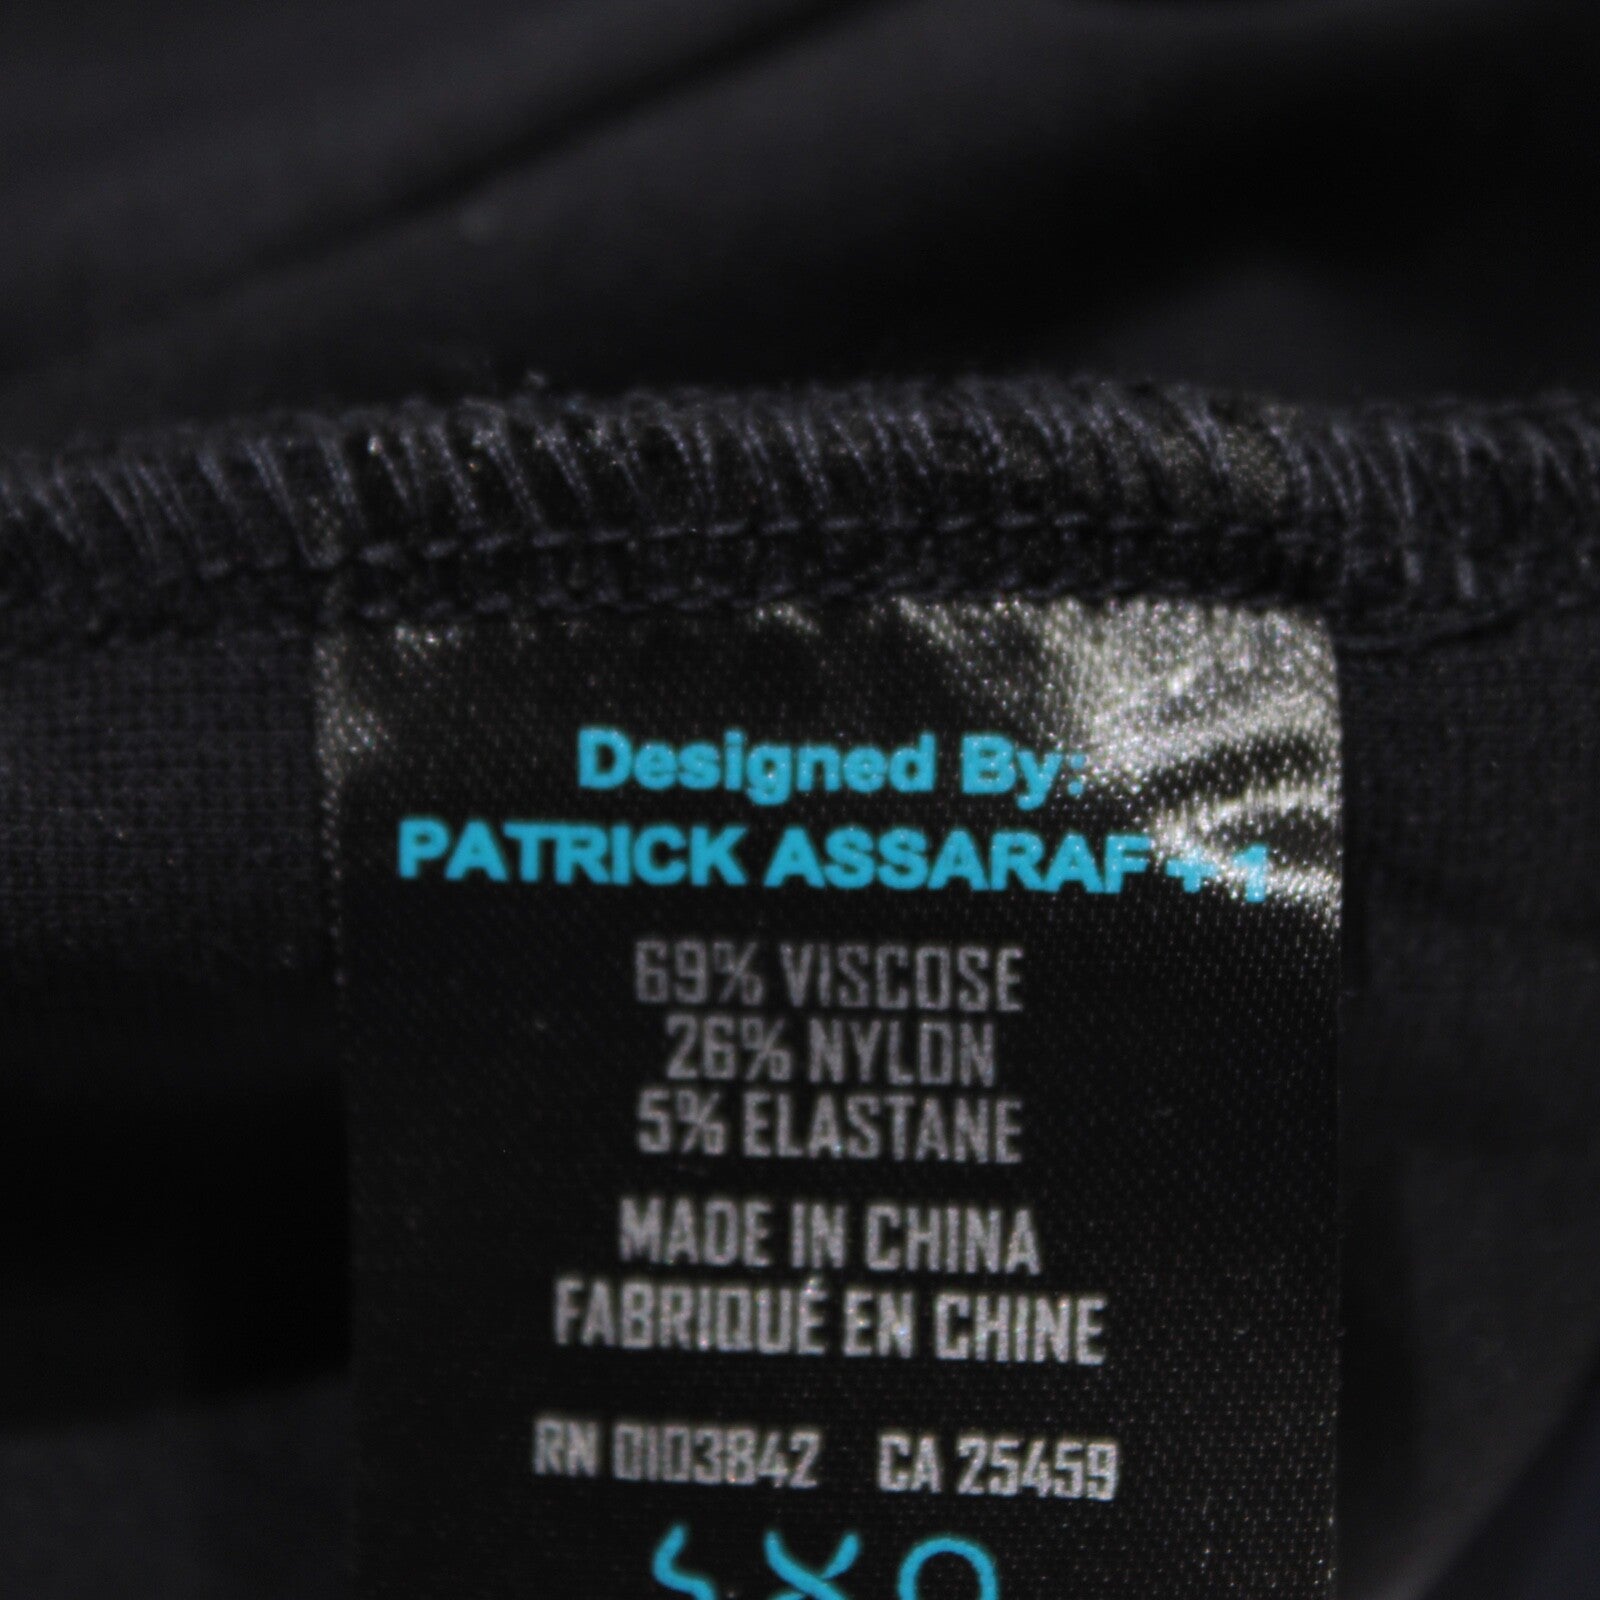 Designed By:
PATRICK ASSARAF + 1
69% VISCOSE
26% NYLON
5% ELASTANE
MADE IN CHINA
FABRIQUÉ EN CHINE
RN 0103842 CA 25459